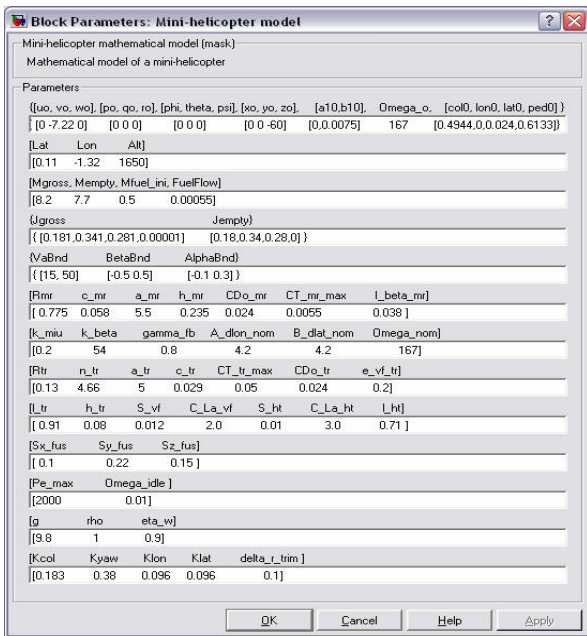 Block Parameters: Mini-helicopter model
Mini-helicopter mathematical model (mask)
Mathematical model of a mini-helicopter
Parameters
{[uo, vo, wo], [po, qo, ro], [phi, theta, psi], [xo, yo, zo], [a10,b10], Omega_o, [col0, lon0, lat0, ped0] }
[0 -7.22 0] [0 0 0] [0 0 0] [0 0 -60] [0,0.0075] 167 [0.4944,0,0.024,0.6133]}
[Lat Lon Alt]
[0.11 -1.32 1650]
[Mgross, Mempty, Mfuel_ini, FuelFlow]
[8.2 7.7 0.5 0.00055]
{Jgross Jempty}
{ [0.181,0.341,0.281,0.00001] [0.18,0.34,0.28,0] }
{VaBnd BetaBnd AlphaBnd}
{ [15, 50] [-0.5 0.5] [-0.1 0.3] }
[Rmr c_mr a_mr h_mr CDo_mr CT_mr_max I_beta_mr]
[ 0.775 0.058 5.5 0.235 0.024 0.0055 0.038 ]
[k_miu k_beta gamma_fb A_dlon_nom B_dlat_nom Omega_nom]
[0.2 54 0.8 4.2 4.2 167]
[Rtr n_tr a_tr c_tr CT_tr_max CDo_tr e_vf_tr]
[0.13 4.66 5 0.029 0.05 0.024 0.2]
[l_tr h_tr S_vf C_La_vf S_ht C_La_ht l_ht]
[ 0.91 0.08 0.012 2.0 0.01 3.0 0.71 ]
[Sx_fus Sy_fus Sz_fus]
[ 0.1 0.22 0.15 ]
[Pe_max Omega_idle ]
[2000 0.01]
[g rho eta_w]
[9.8 1 0.9]
[Kcol Kyaw Klon Klat delta_r_trim ]
[0.183 0.38 0.096 0.096 0.1]
OK Cancel Help Apply